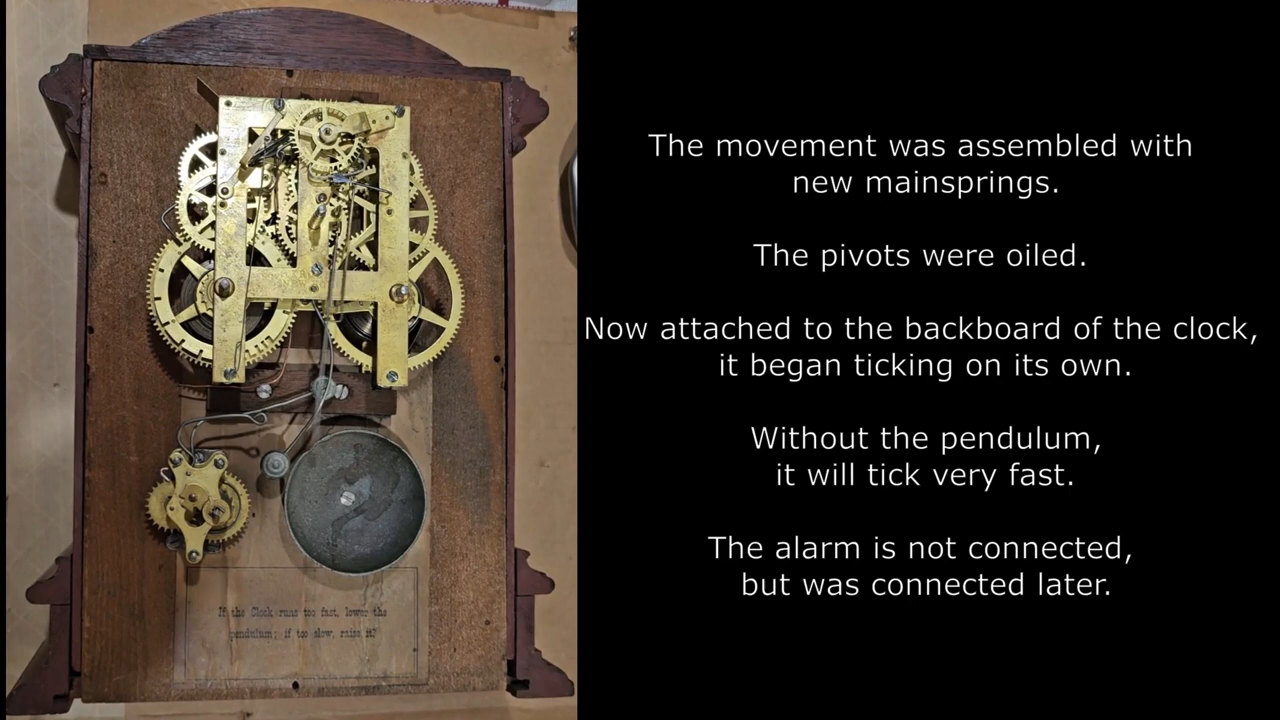 The movement was assembled with
new mainsprings.
The pivots were oiled.
Now attached to the backboard of the clock,
it began ticking on its own.
Without the pendulum,
it will tick very fast.
The alarm is not connected,
but was connected later.
If the Clock runs too fast, lower the
pendulum; if too slow, raise it?